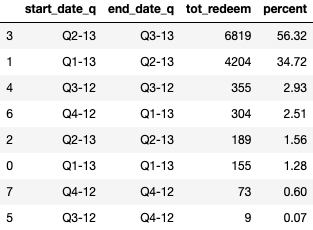 start_date_q end_date_q tot_redeem percent
3 Q2-13 Q3-13 6819 56.32
1 Q1-13 Q2-13 4204 34.72
4 Q3-12 Q3-12 355 2.93
6 Q4-12 Q1-13 304 2.51
2 Q2-13 Q2-13 189 1.56
0 Q1-13 Q1-13 155 1.28
7 Q4-12 Q4-12 73 0.60
5 Q3-12 Q4-12 9 0.07